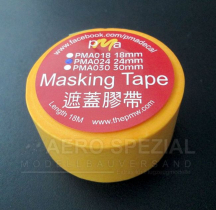 www.facebook.com/pmadecal
pma
PMA018 18mm
PMA024 24mm
PMA030 30mm
Masking Tape
遮蓋膠帶
Length 18M
www.thepmw.com
AERO SPEZIAL